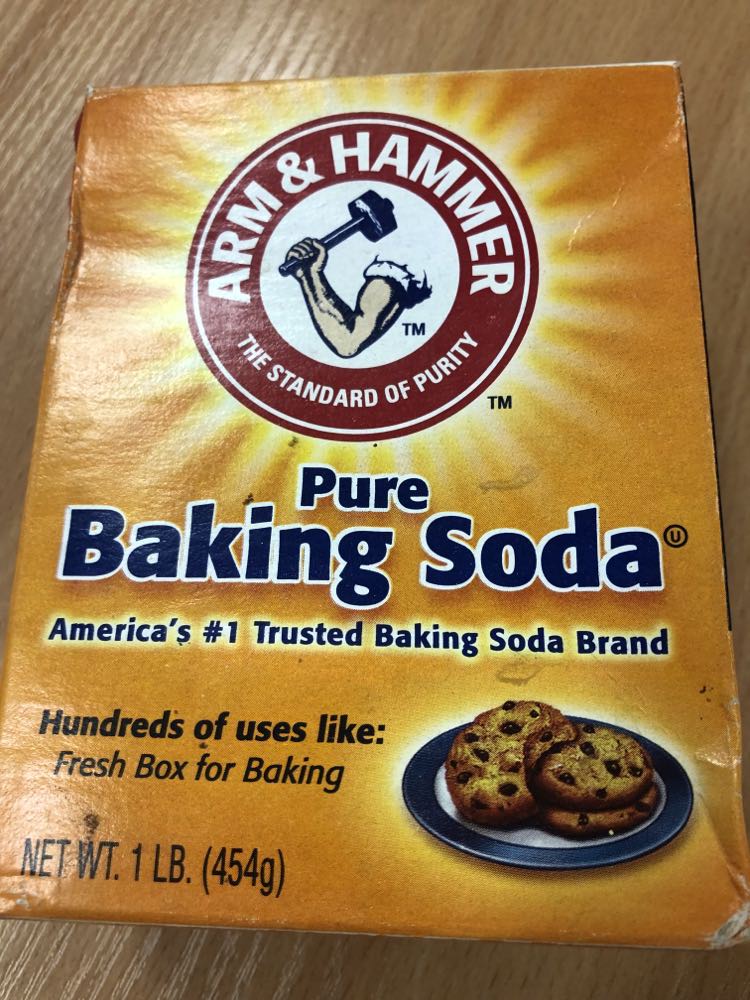 ARM & HAMMER
TM
THE STANDARD OF PURITY
TM
Pure
Baking Soda Ⓤ
America's #1 Trusted Baking Soda Brand
Hundreds of uses like:
Fresh Box for Baking
NET WT. 1 LB. (454g)